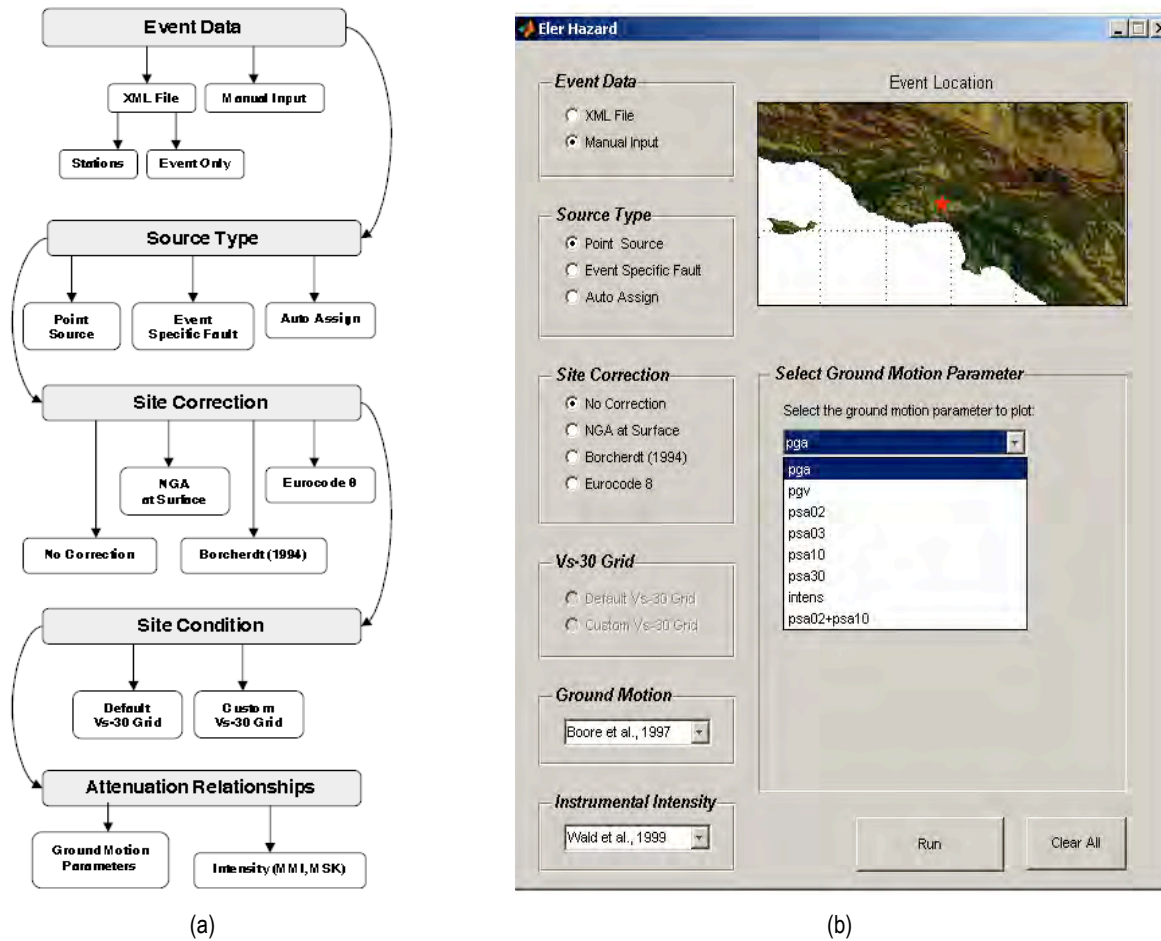 Event Data
XML File
Manual Input
Stations
Event Only
Source Type
Point
Source
Event
Specific Fault
Auto Assign
Site Correction
NGA
at Surface
Eurocode 8
No Correction
Borcherdt (1994)
Site Condition
Default
Vs-30 Grid
Custom
Vs-30 Grid
Attenuation Relationships
Ground Motion
Parameters
Intensity (MMI, MSK)
(a)
Eler Hazard
Event Data
XML File
Manual Input
Event Location
Source Type
Point Source
Event Specific Fault
Auto Assign
Site Correction
No Correction
NGA at Surface
Borcherdt (1994)
Eurocode 8
Select Ground Motion Parameter
Select the ground motion parameter to plot:
pga
pga
pgv
psa02
psa03
psa10
psa30
intens
psa02+psa10
Vs-30 Grid
Default Vs-30 Grid
Custom Vs-30 Grid
Ground Motion
Boore et al., 1997
Instrumental Intensity
Wald et al., 1999
Run
Clear All
(b)